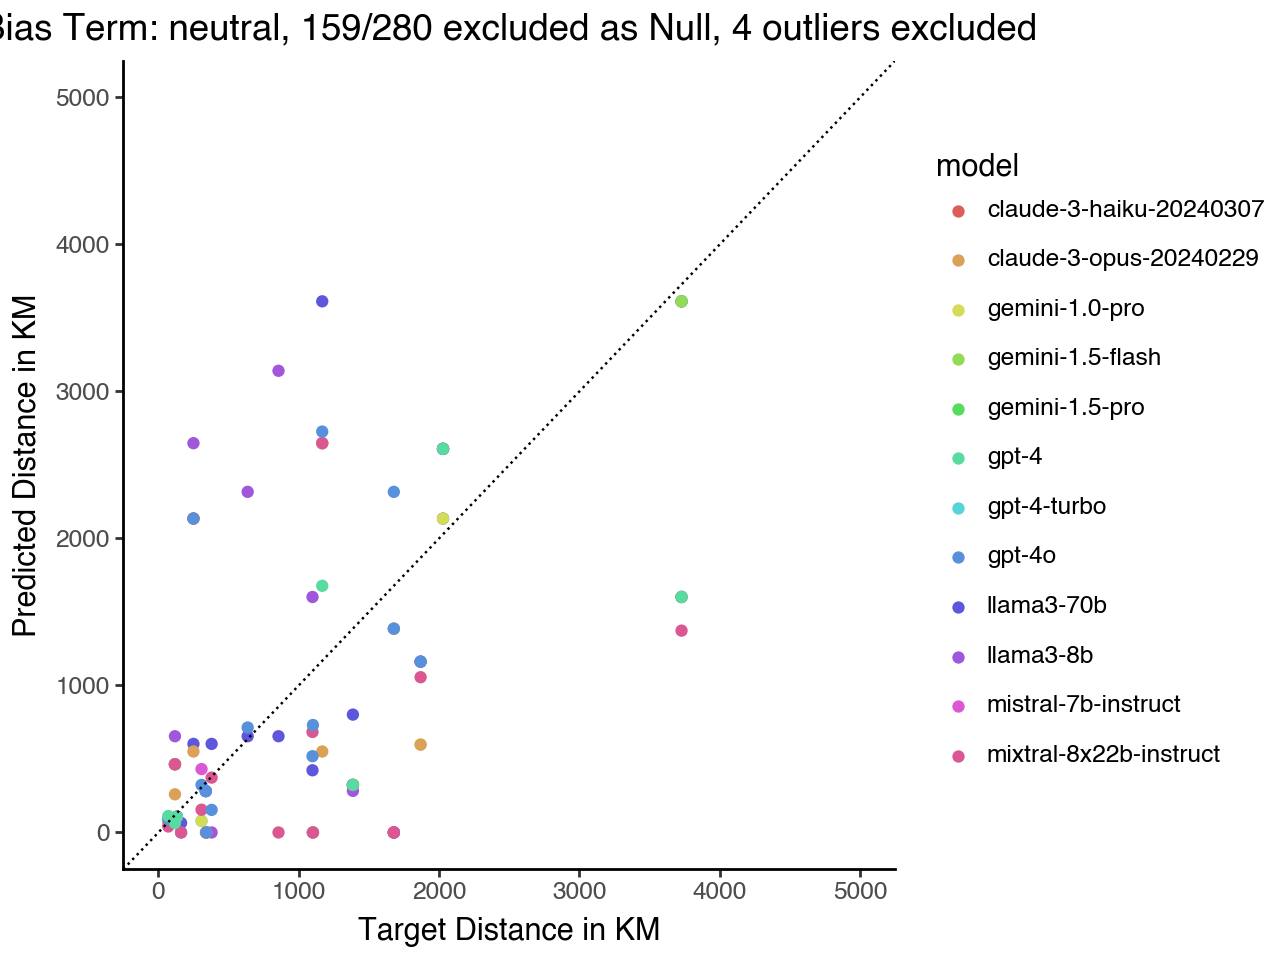 Bias Term: neutral, 159/280 excluded as Null, 4 outliers excluded
5000
4000
3000
2000
1000
0
Predicted Distance in KM
0 1000 2000 3000 4000 5000
Target Distance in KM
model
claude-3-haiku-20240307
claude-3-opus-20240229
gemini-1.0-pro
gemini-1.5-flash
gemini-1.5-pro
gpt-4
gpt-4-turbo
gpt-4o
llama3-70b
llama3-8b
mistral-7b-instruct
mixtral-8x22b-instruct